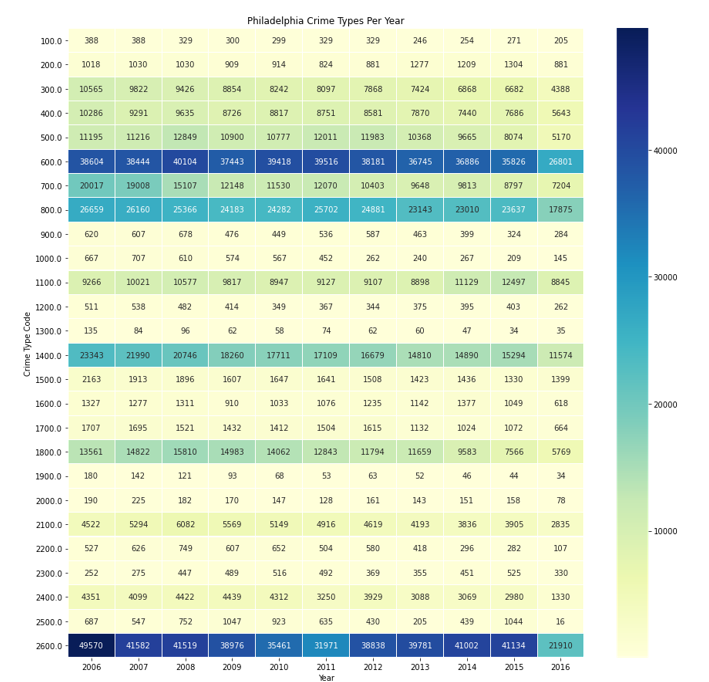 Philadelphia Crime Types Per Year
100.0 388 388 329 300 299 329 329 246 254 271 205
200.0 1018 1030 1030 909 914 824 881 1277 1209 1304 881
300.0 10565 9822 9426 8854 8242 8097 7868 7424 6868 6682 4388
400.0 10286 9291 9635 8726 8817 8751 8581 7870 7440 7686 5643
500.0 11195 11216 12849 10900 10777 12011 11983 10368 9665 8074 5170
600.0 38604 38444 40104 37443 39418 39516 38181 36745 36886 35826 26801
700.0 20017 19008 15107 12148 11530 12070 10403 9648 9813 8797 7204
800.0 26659 26160 25366 24183 24282 25702 24881 23143 23010 23637 17875
900.0 620 607 678 476 449 536 587 463 399 324 284
1000.0 667 707 610 574 567 452 262 240 267 209 145
1100.0 9266 10021 10577 9817 8947 9127 9107 8898 11129 12497 8845
1200.0 511 538 482 414 349 367 344 375 395 403 262
1300.0 135 84 96 62 58 74 62 60 47 34 35
1400.0 23343 21990 20746 18260 17711 17109 16679 14810 14890 15294 11574
1500.0 2163 1913 1896 1607 1647 1641 1508 1423 1436 1330 1399
1600.0 1327 1277 1311 910 1033 1076 1235 1142 1377 1049 618
1700.0 1707 1695 1521 1432 1412 1504 1615 1132 1024 1072 664
1800.0 13561 14822 15810 14983 14062 12843 11794 11659 9583 7566 5769
1900.0 180 142 121 93 68 53 63 52 46 44 34
2000.0 190 225 182 170 147 128 161 143 151 158 78
2100.0 4522 5294 6082 5569 5149 4916 4619 4193 3836 3905 2835
2200.0 527 626 749 607 652 504 580 418 296 282 107
2300.0 252 275 447 489 516 492 369 355 451 525 330
2400.0 4351 4099 4422 4439 4312 3250 3929 3088 3069 2980 1330
2500.0 687 547 752 1047 923 635 430 205 439 1044 16
2600.0 49570 41582 41519 38976 35461 31971 38838 39781 41002 41134 21910
2006 2007 2008 2009 2010 2011 2012 2013 2014 2015 2016
Year
Crime Type Code
40000
30000
20000
10000